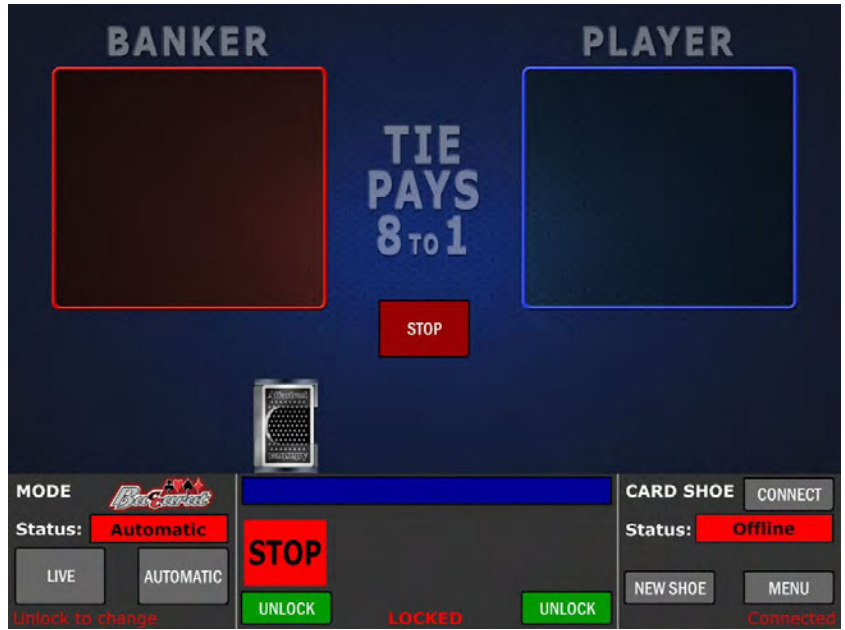 BANKER
PLAYER
TIE
PAYS
8 TO 1
STOP
MODE
Baccarat
CARD SHOE
CONNECT
Status:
Automatic
Status:
Offline
STOP
LIVE
AUTOMATIC
NEW SHOE
MENU
UNLOCK
UNLOCK
Unlock to change
LOCKED
Connected